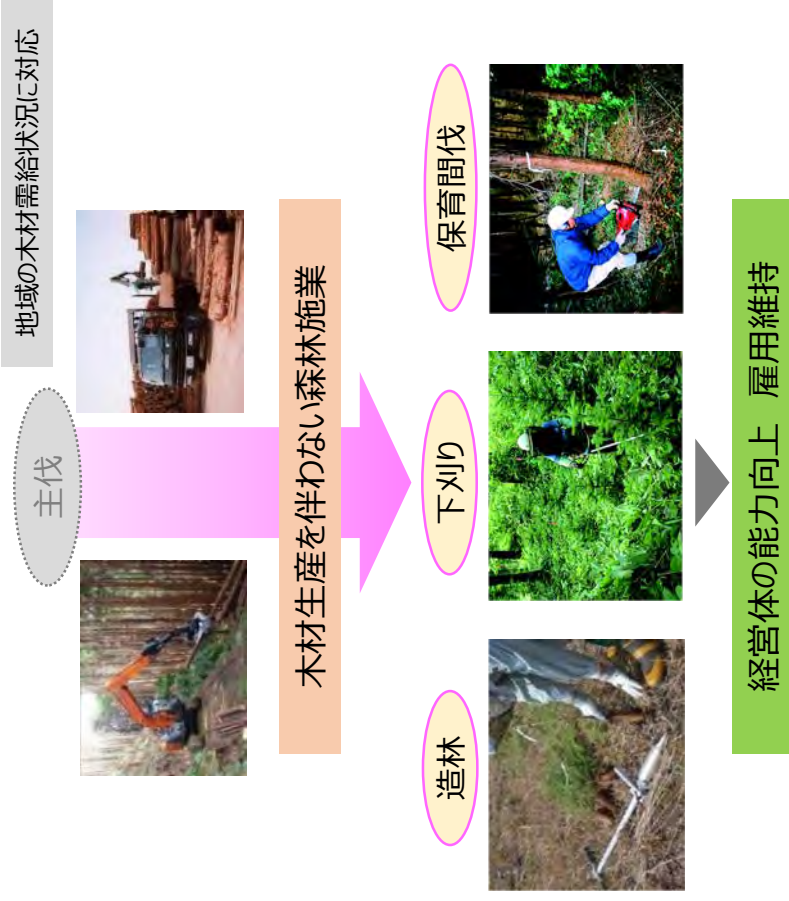 地域の木材需給状況に対応
主伐
木材生産を伴わない森林施業
造林
下刈り
保育間伐
経営体の能力向上 雇用維持